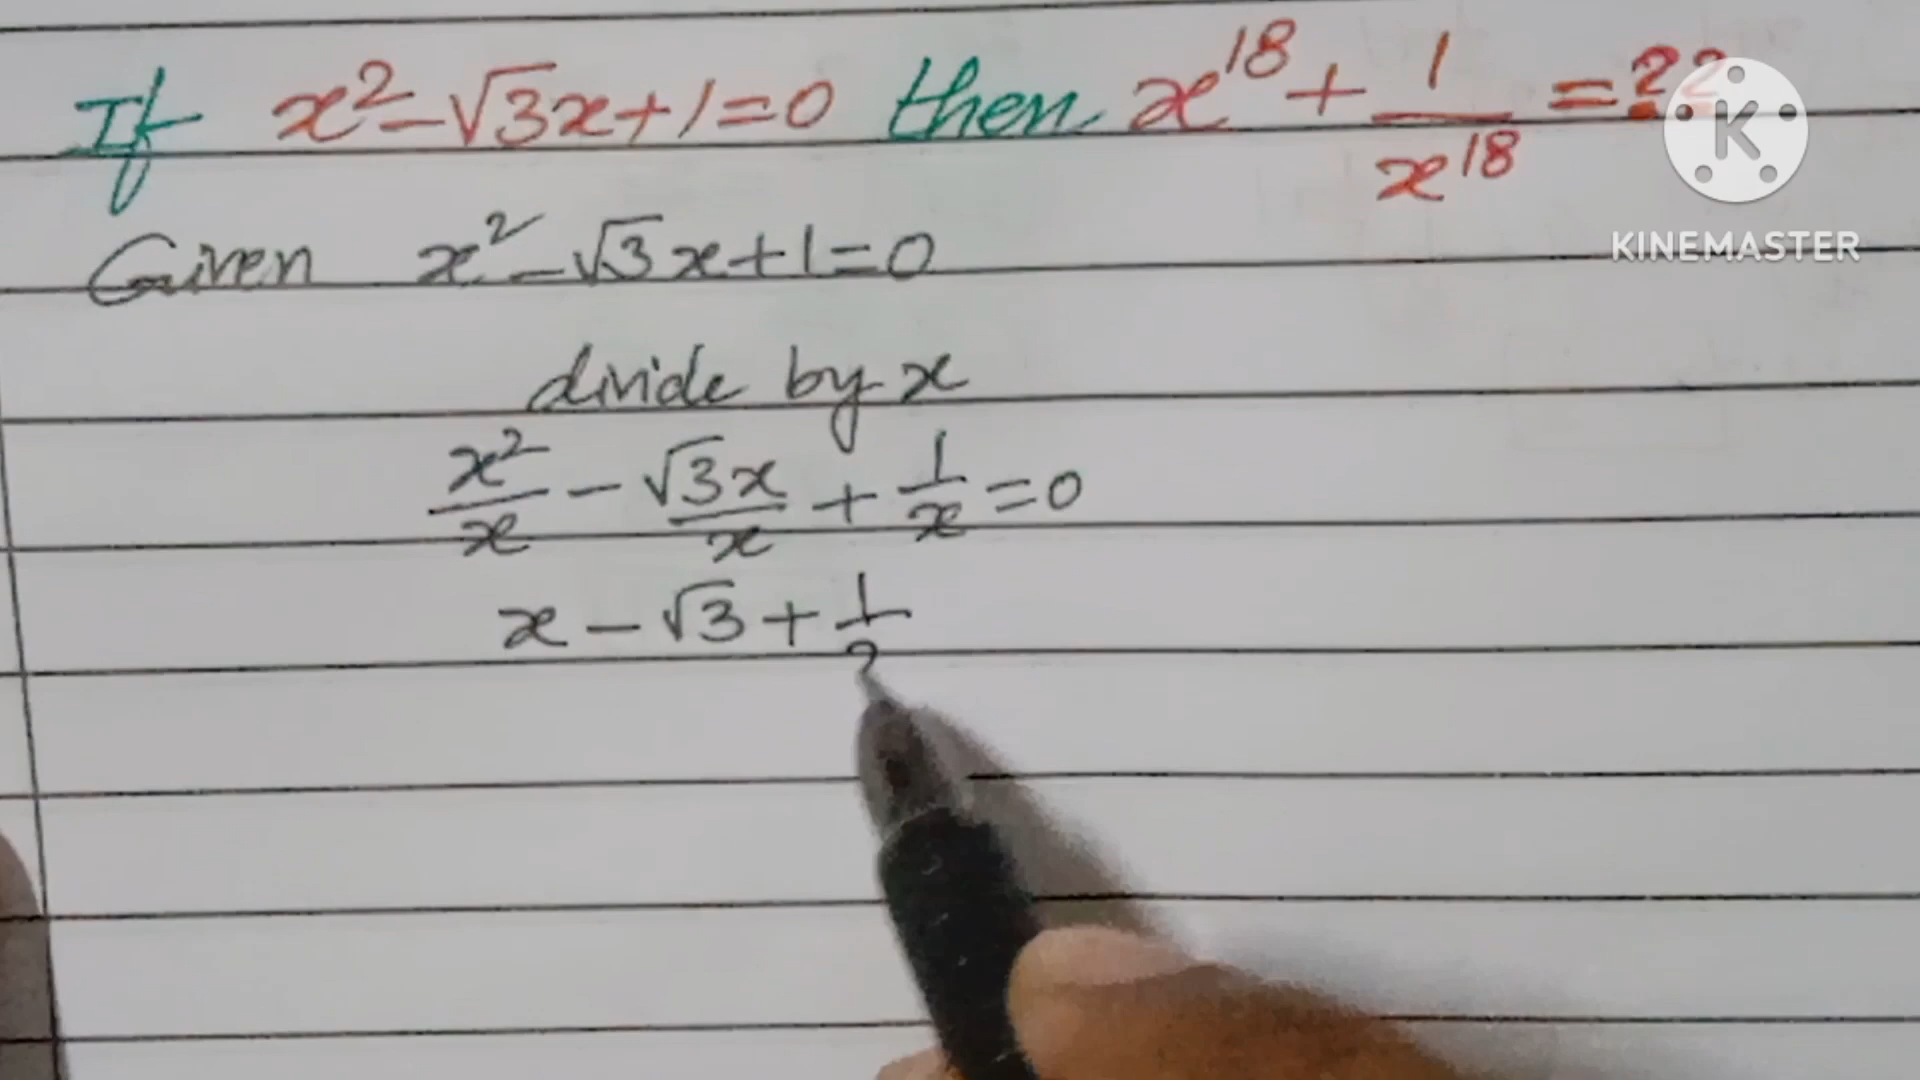 If x² - √3x + 1 = 0 then x¹⁸ + 1/x¹⁸ = ??
K
KINEMASTER
Given x² - √3x + 1 = 0
divide by x
x²/x - √3x/x + 1/x = 0
x - √3 + 1/